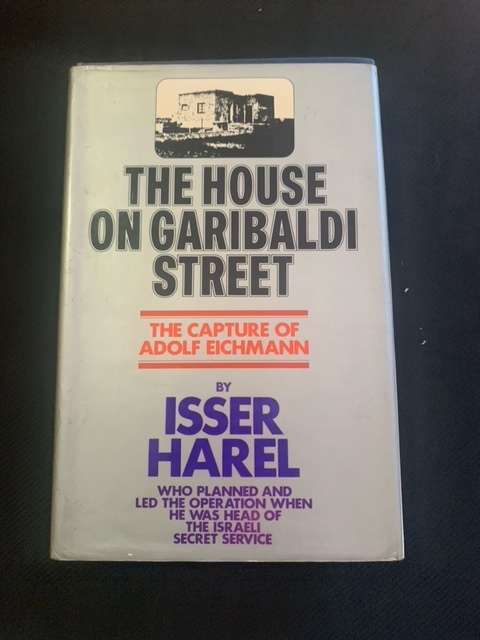 THE HOUSE
ON GARIBALDI
STREET
THE CAPTURE OF
ADOLF EICHMANN
BY
ISSER
HAREL
WHO PLANNED AND
LED THE OPERATION WHEN
HE WAS HEAD OF
THE ISRAELI
SECRET SERVICE